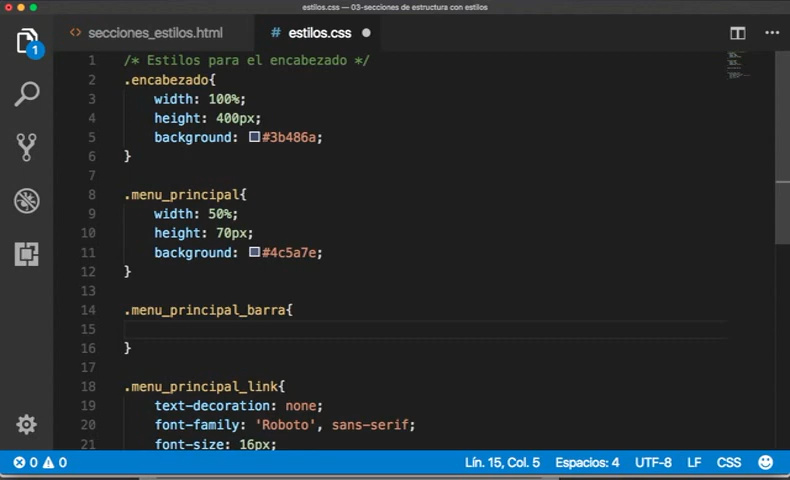 estilos.css — 03-secciones de estructura con estilos
<> secciones_estilos.html
# estilos.css
1
1 /* Estilos para el encabezado */
2 .encabezado{
3 width: 100%;
4 height: 400px;
5 background: #3b486a;
6 }
7
8 .menu_principal{
9 width: 50%;
10 height: 70px;
11 background: #4c5a7e;
12 }
13
14 .menu_principal_barra{
15
16 }
17
18 .menu_principal_link{
19 text-decoration: none;
20 font-family: 'Roboto', sans-serif;
21 font-size: 16px;
0 0 Lín. 15, Col. 5 Espacios: 4 UTF-8 LF CSS